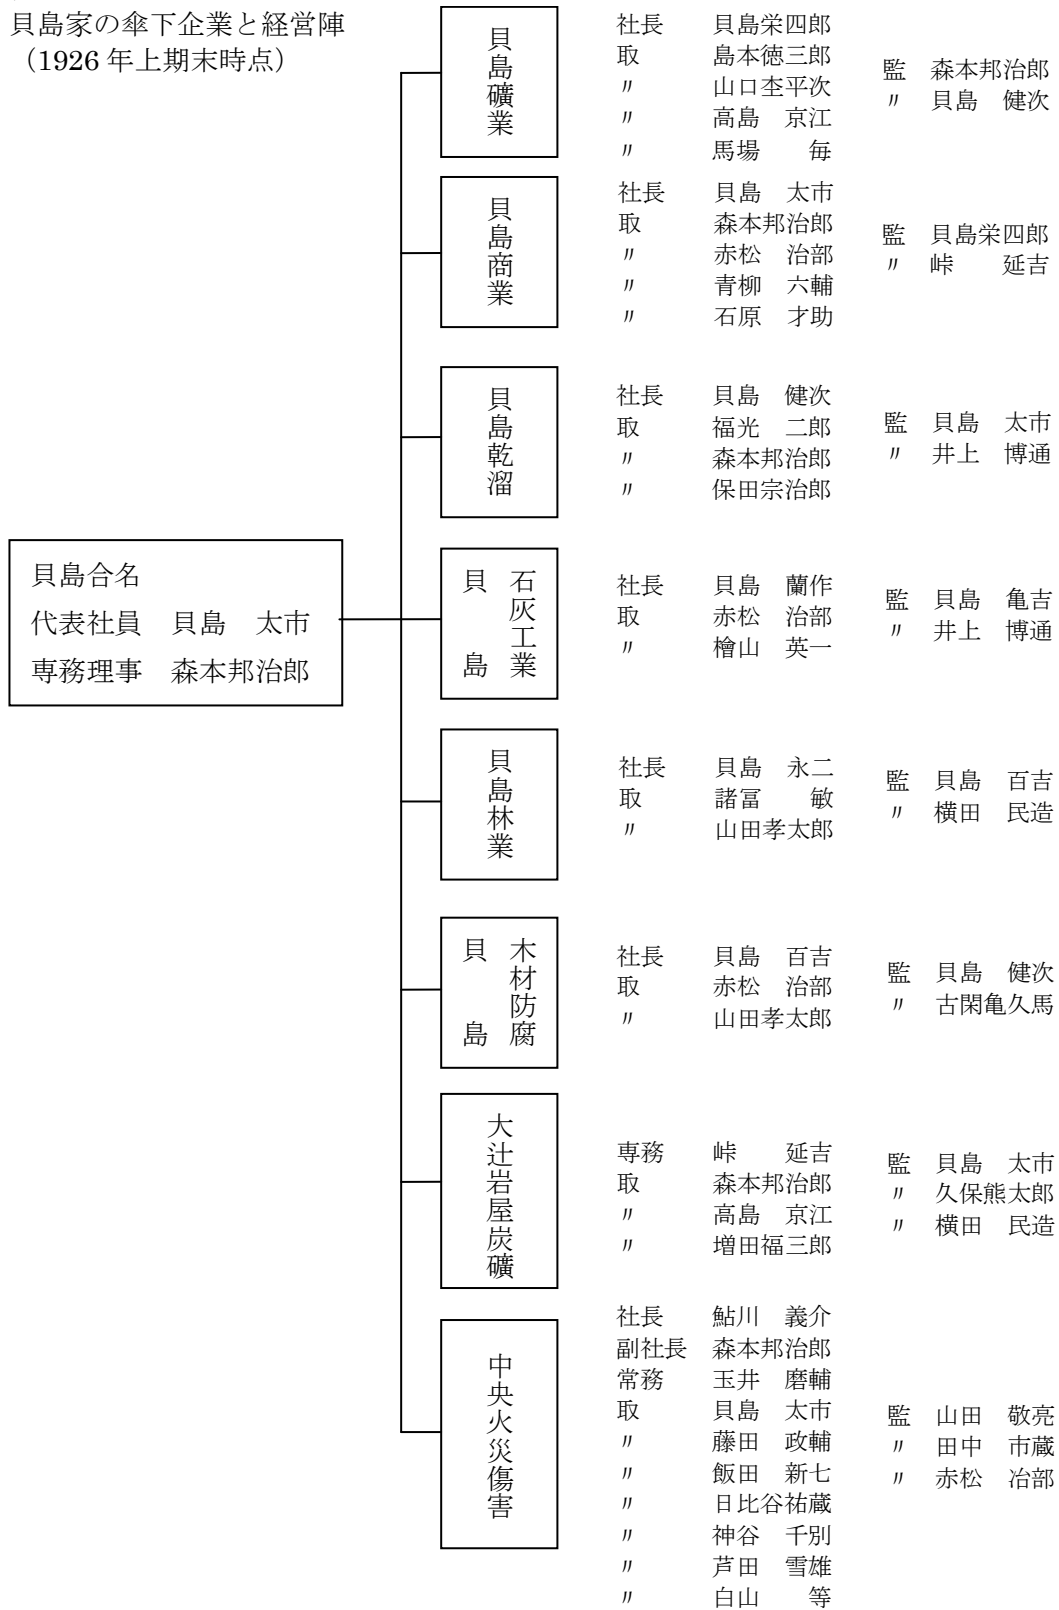 貝島家の傘下企業と経営陣
（1926 年上期末時点）
貝島合名
代表社員　貝島　太市
専務理事　森本邦治郎
貝島礦業
社長　貝島栄四郎
取　島本徳三郎
〃　山口杢平次
〃　高島　京江
〃　馬場　　毎
監　森本邦治郎
〃　貝島　健次
貝島商業
社長　貝島　太市
取　森本邦治郎
〃　赤松　治部
〃　青柳　六輔
〃　石原　才助
監　貝島栄四郎
〃　峠　　延吉
貝島乾溜
社長　貝島　健次
取　福光　二郎
〃　森本邦治郎
〃　保田宗治郎
監　貝島　太市
〃　井上　博通
貝島
石灰工業
社長　貝島　蘭作
取　赤松　治部
〃　檜山　英一
監　貝島　亀吉
〃　井上　博通
貝島林業
社長　貝島　永二
取　諸冨　　敏
〃　山田孝太郎
監　貝島　百吉
〃　横田　民造
貝島
木材防腐
社長　貝島　百吉
取　赤松　治部
〃　山田孝太郎
監　貝島　健次
〃　古閑亀久馬
大辻岩屋炭礦
専務　峠　　延吉
取　森本邦治郎
〃　高島　京江
〃　増田福三郎
監　貝島　太市
〃　久保熊太郎
〃　横田　民造
中央火災傷害
社長　鮎川　義介
副社長　森本邦治郎
常務　玉井　磨輔
取　貝島　太市
〃　藤田　政輔
〃　飯田　新七
〃　日比谷祐蔵
〃　神谷　千別
〃　芦田　雪雄
〃　白山　　等
監　山田　敬亮
〃　田中　市蔵
〃　赤松　冶部